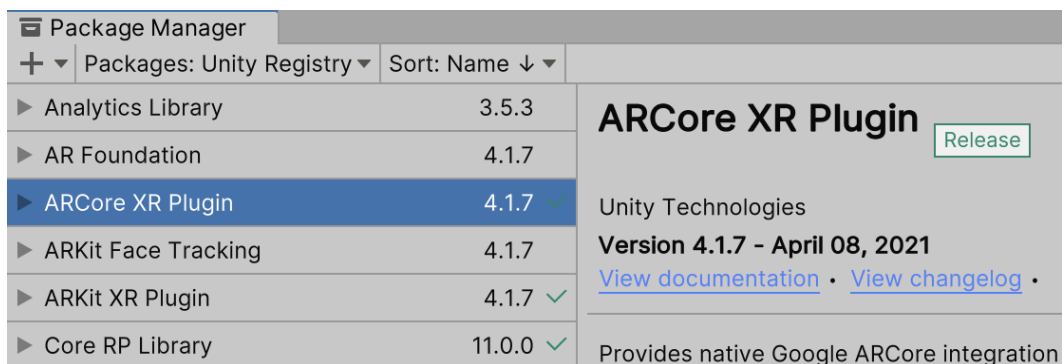 Package Manager
Packages: Unity Registry Sort: Name ↓
Analytics Library 3.5.3
AR Foundation 4.1.7
ARCore XR Plugin 4.1.7
ARKit Face Tracking 4.1.7
ARKit XR Plugin 4.1.7
Core RP Library 11.0.0
ARCore XR Plugin Release
Unity Technologies
Version 4.1.7 - April 08, 2021
View documentation • View changelog •
Provides native Google ARCore integration